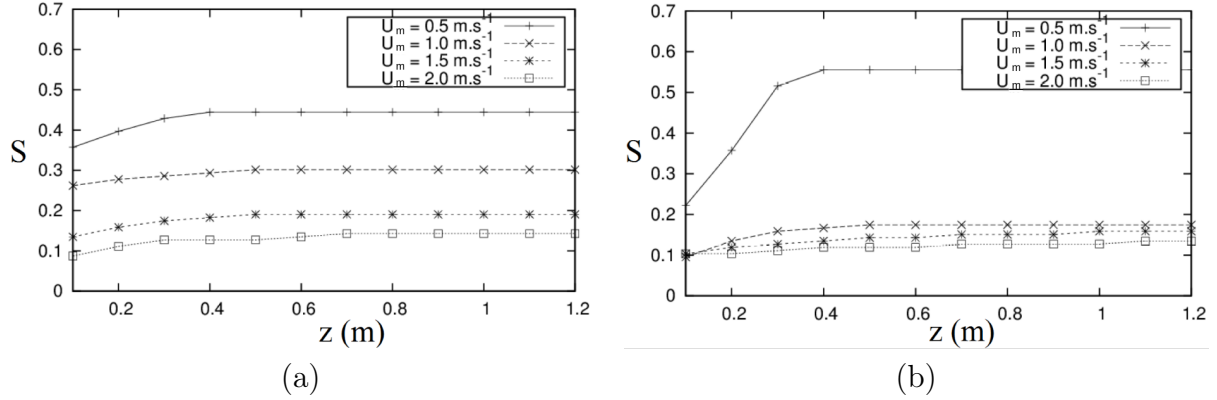 0.7
0.6
0.5
0.4
0.3
0.2
0.1
0
S
U_m = 0.5 m.s⁻¹
U_m = 1.0 m.s⁻¹
U_m = 1.5 m.s⁻¹
U_m = 2.0 m.s⁻¹
0.2 0.4 0.6 0.8 1 1.2
z (m)
(a)
0.7
0.6
0.5
0.4
0.3
0.2
0.1
0
S
U_m = 0.5 m.s⁻¹
U_m = 1.0 m.s⁻¹
U_m = 1.5 m.s⁻¹
U_m = 2.0 m.s⁻¹
0.2 0.4 0.6 0.8 1 1.2
z (m)
(b)